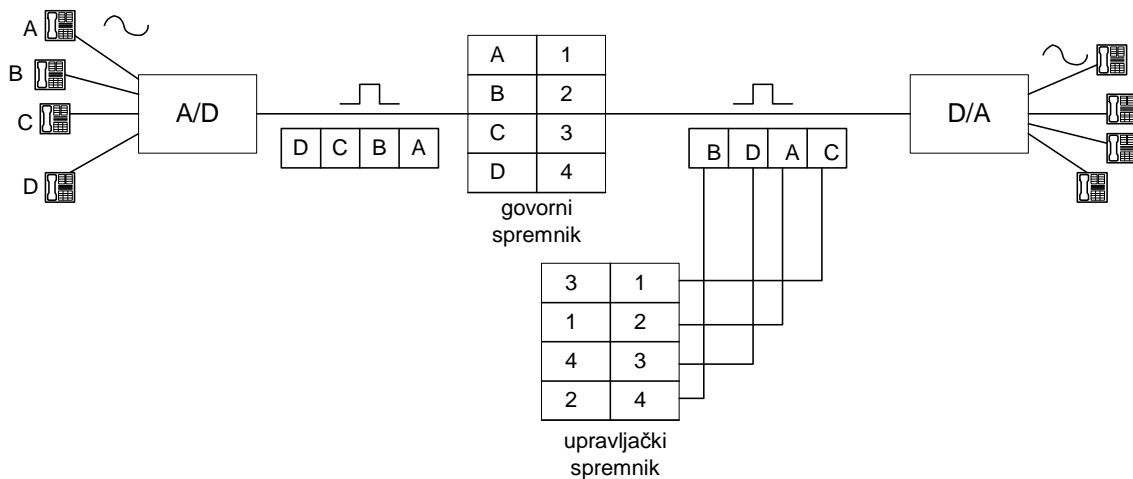 A
B
C
D
A/D
D C B A
A 1
B 2
C 3
D 4
govorni
spremnik
B D A C
D/A
3 1
1 2
4 3
2 4
upravljački
spremnik